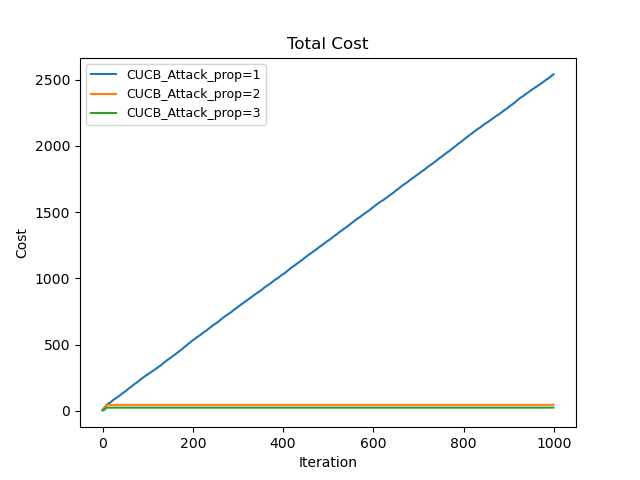 Total Cost
CUCB_Attack_prop=1
CUCB_Attack_prop=2
CUCB_Attack_prop=3
2500
2000
1500
1000
500
0
Cost
0 200 400 600 800 1000
Iteration